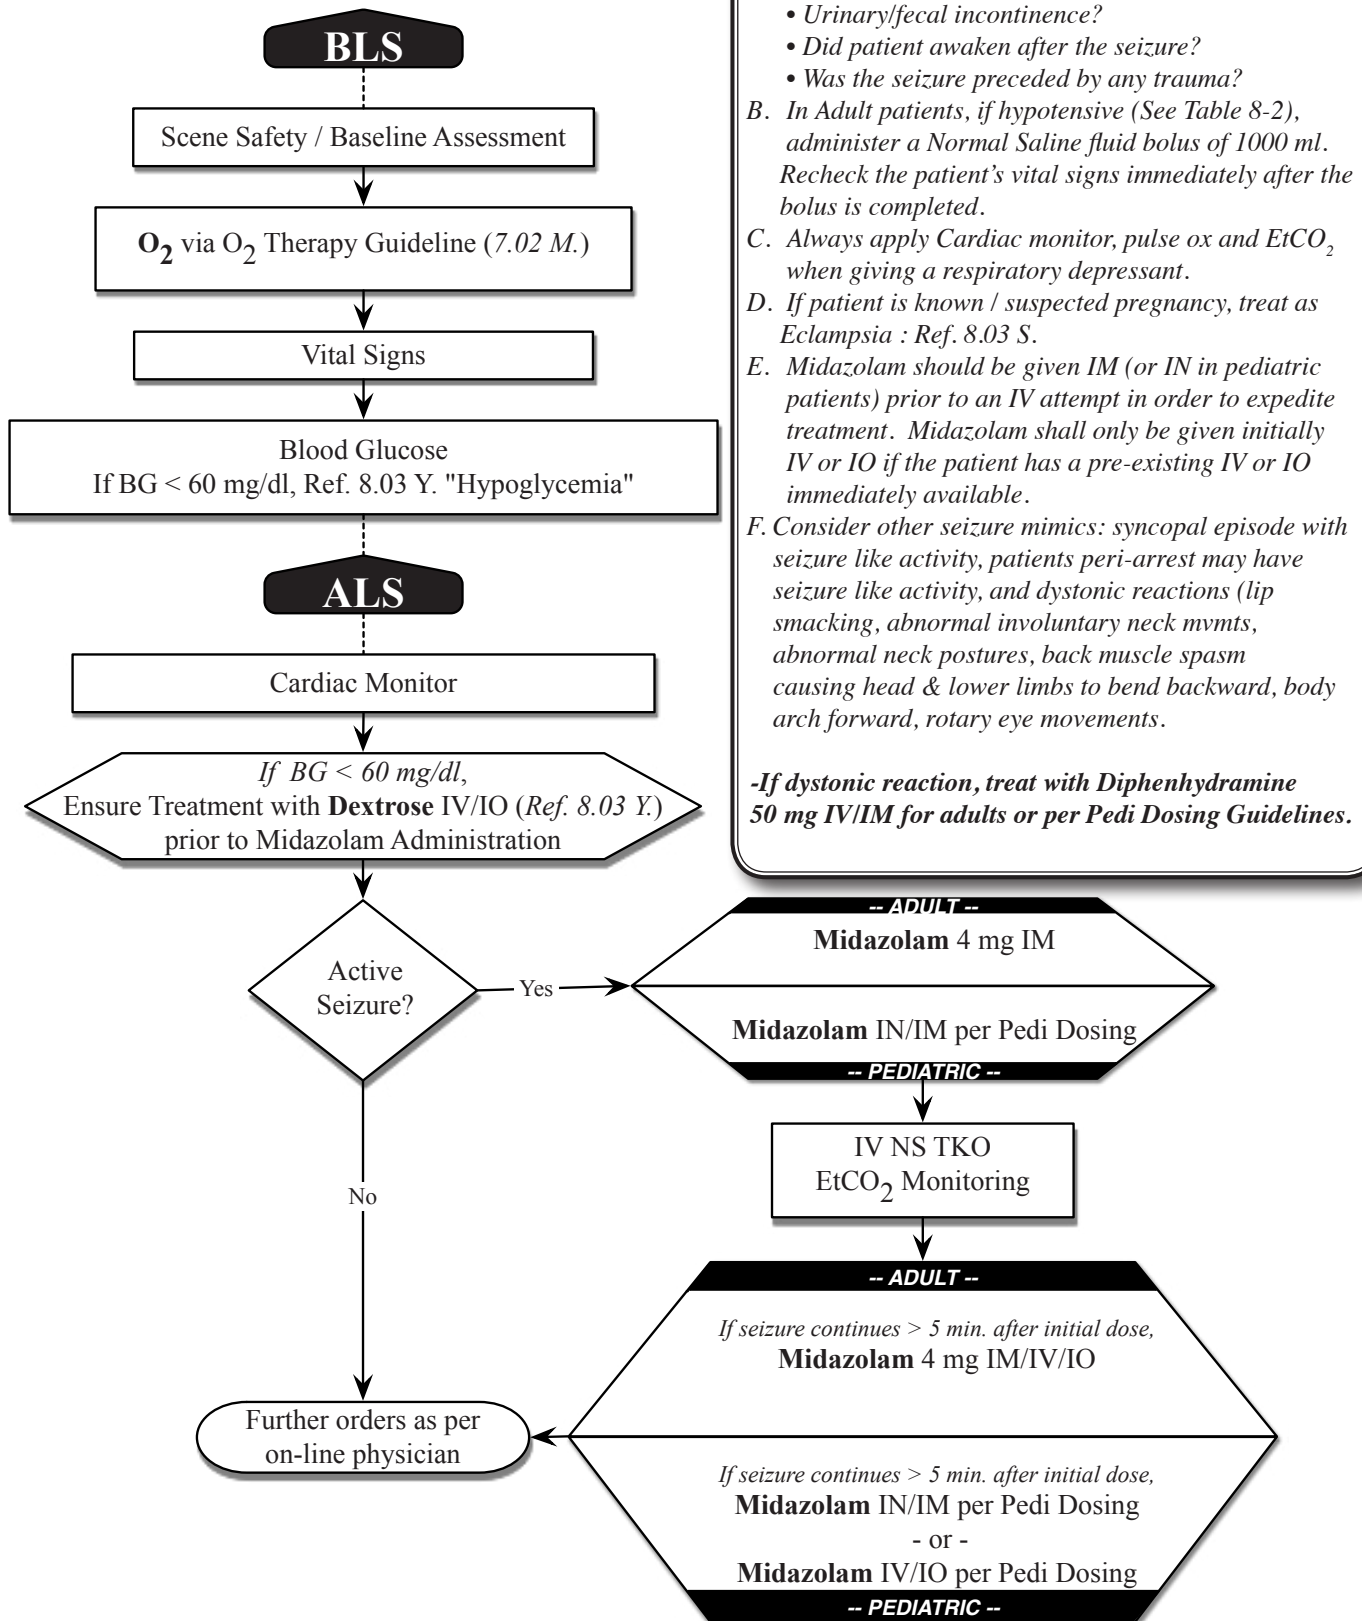 BLS
Scene Safety / Baseline Assessment
O2 via O2 Therapy Guideline (7.02 M.)
Vital Signs
Blood Glucose
If BG < 60 mg/dl, Ref. 8.03 Y. "Hypoglycemia"
ALS
Cardiac Monitor
If BG < 60 mg/dl,
Ensure Treatment with Dextrose IV/IO (Ref. 8.03 Y.)
prior to Midazolam Administration
Active
Seizure?
Yes
No
• Urinary/fecal incontinence?
• Did patient awaken after the seizure?
• Was the seizure preceded by any trauma?
B. In Adult patients, if hypotensive (See Table 8-2),
administer a Normal Saline fluid bolus of 1000 ml.
Recheck the patient's vital signs immediately after the
bolus is completed.
C. Always apply Cardiac monitor, pulse ox and EtCO2
when giving a respiratory depressant.
D. If patient is known / suspected pregnancy, treat as
Eclampsia : Ref. 8.03 S.
E. Midazolam should be given IM (or IN in pediatric
patients) prior to an IV attempt in order to expedite
treatment. Midazolam shall only be given initially
IV or IO if the patient has a pre-existing IV or IO
immediately available.
F. Consider other seizure mimics: syncopal episode with
seizure like activity, patients peri-arrest may have
seizure like activity, and dystonic reactions (lip
smacking, abnormal involuntary neck mvmts,
abnormal neck postures, back muscle spasm
causing head & lower limbs to bend backward, body
arch forward, rotary eye movements.
-If dystonic reaction, treat with Diphenhydramine
50 mg IV/IM for adults or per Pedi Dosing Guidelines.
-- ADULT --
Midazolam 4 mg IM
Midazolam IN/IM per Pedi Dosing
-- PEDIATRIC --
IV NS TKO
EtCO2 Monitoring
-- ADULT --
If seizure continues > 5 min. after initial dose,
Midazolam 4 mg IM/IV/IO
If seizure continues > 5 min. after initial dose,
Midazolam IN/IM per Pedi Dosing
- or -
Midazolam IV/IO per Pedi Dosing
-- PEDIATRIC --
Further orders as per
on-line physician